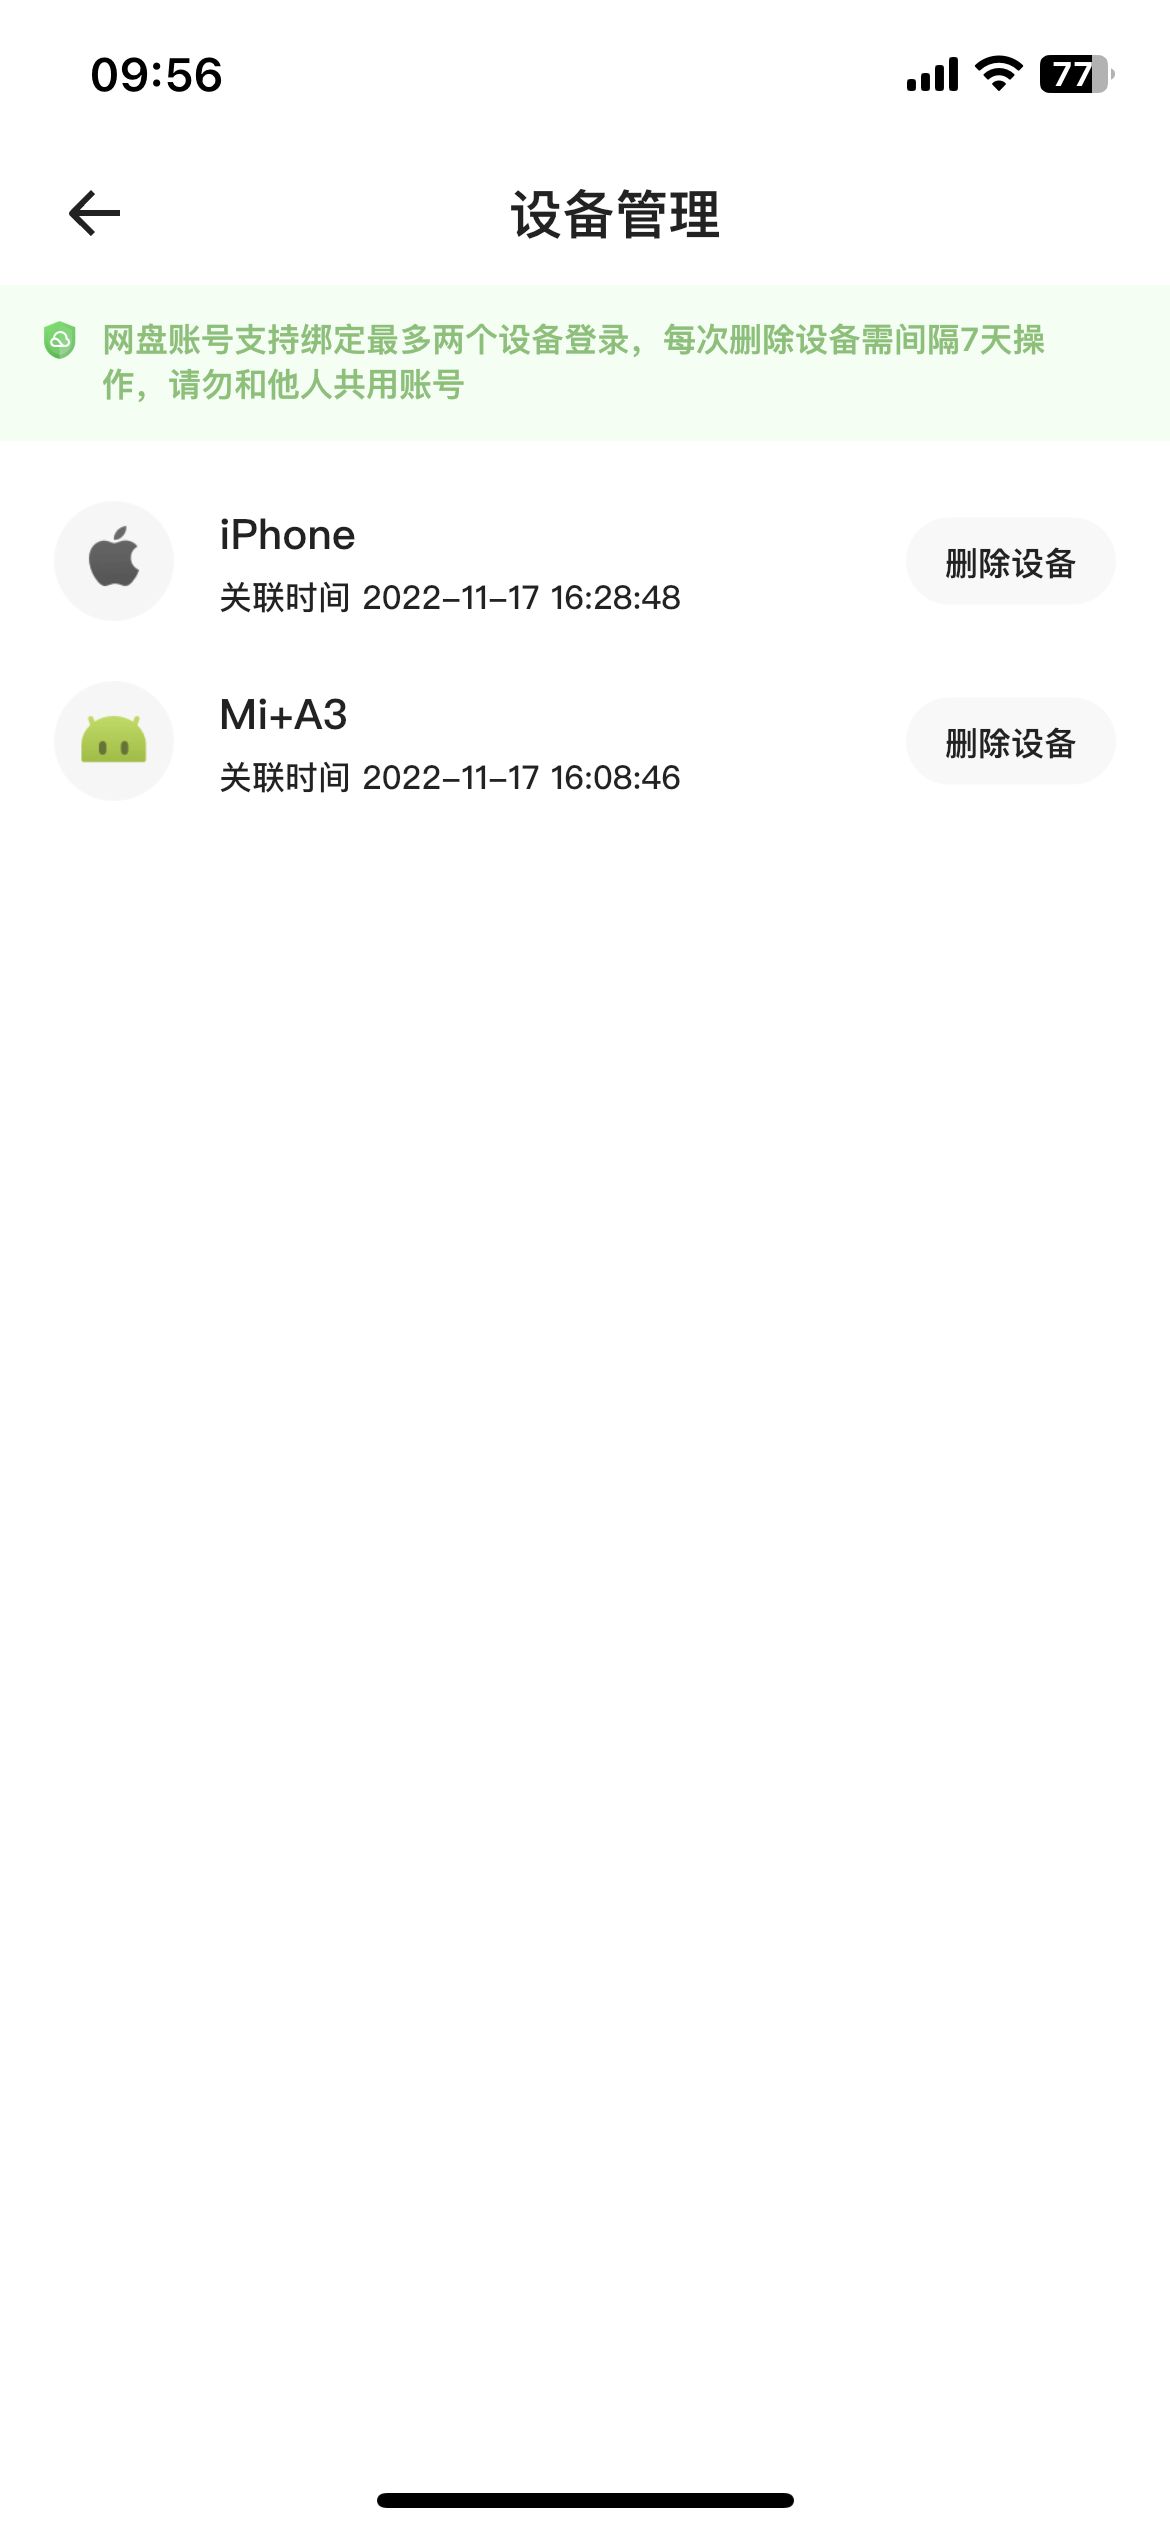 09:56
77
设备管理
网盘账号支持绑定最多两个设备登录，每次删除设备需间隔7天操
作，请勿和他人共用账号
iPhone
删除设备
关联时间 2022-11-17 16:28:48
Mi+A3
删除设备
关联时间 2022-11-17 16:08:46